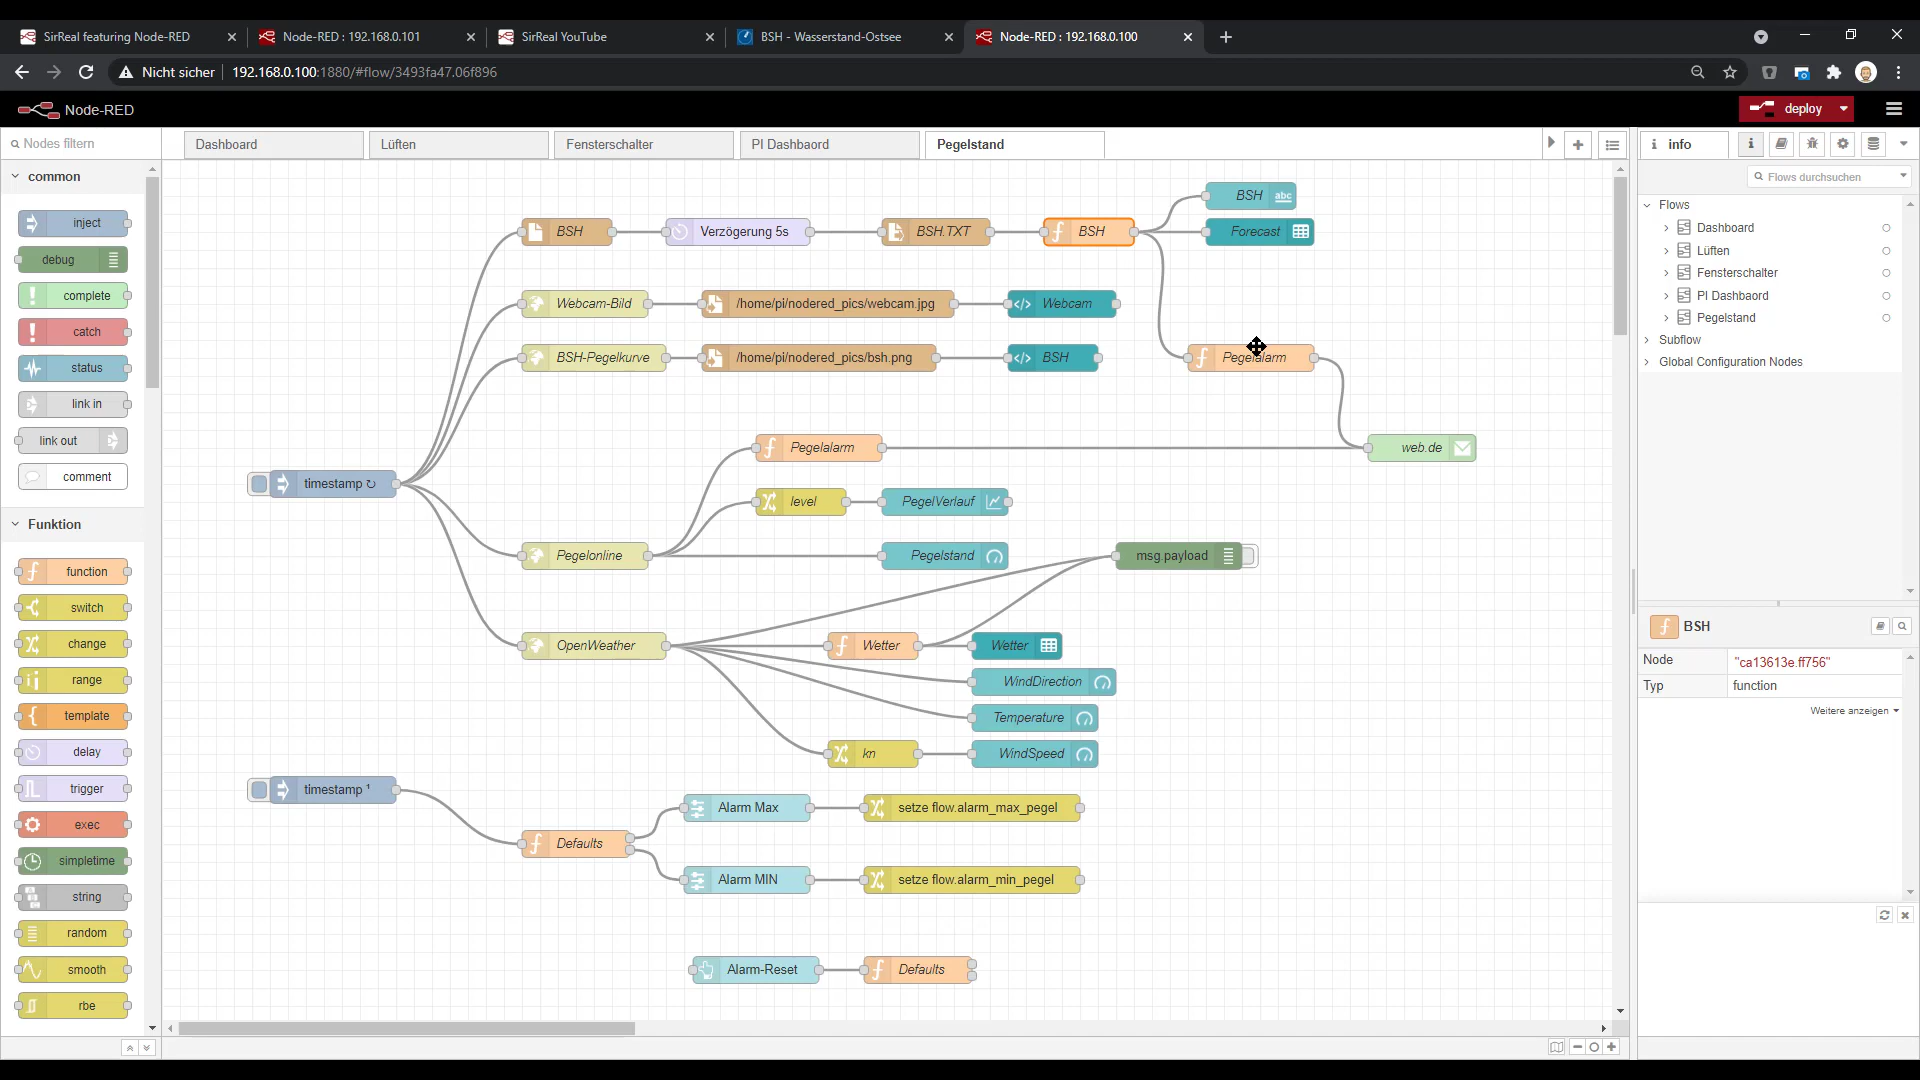 SirReal featuring Node-RED
Node-RED : 192.168.0.101
SirReal YouTube
BSH - Wasserstand-Ostsee
Node-RED : 192.168.0.100
Nicht sicher
192.168.0.100:1880/#flow/3493fa47.06f896
Node-RED
deploy
Nodes filtern
Dashboard
Lüften
Fensterschalter
PI Dashbaord
Pegelstand
info
common
inject
debug
complete
catch
status
link in
link out
comment
Funktion
function
switch
change
range
template
delay
trigger
exec
simpletime
string
random
smooth
rbe
BSH
Verzögerung 5s
BSH.TXT
BSH
BSH
abc
Forecast
Webcam-Bild
/home/pi/nodered_pics/webcam.jpg
Webcam
BSH-Pegelkurve
/home/pi/nodered_pics/bsh.png
BSH
Pegelalarm
Pegelalarm
web.de
timestamp ↻
level
PegelVerlauf
Pegelonline
Pegelstand
msg.payload
OpenWeather
Wetter
Wetter
WindDirection
Temperature
kn
WindSpeed
timestamp ¹
Alarm Max
setze flow.alarm_max_pegel
Defaults
Alarm MIN
setze flow.alarm_min_pegel
Alarm-Reset
Defaults
Flows durchsuchen
Flows
Dashboard
Lüften
Fensterschalter
PI Dashbaord
Pegelstand
Subflow
Global Configuration Nodes
BSH
Node "ca13613e.ff756"
Typ function
Weitere anzeigen